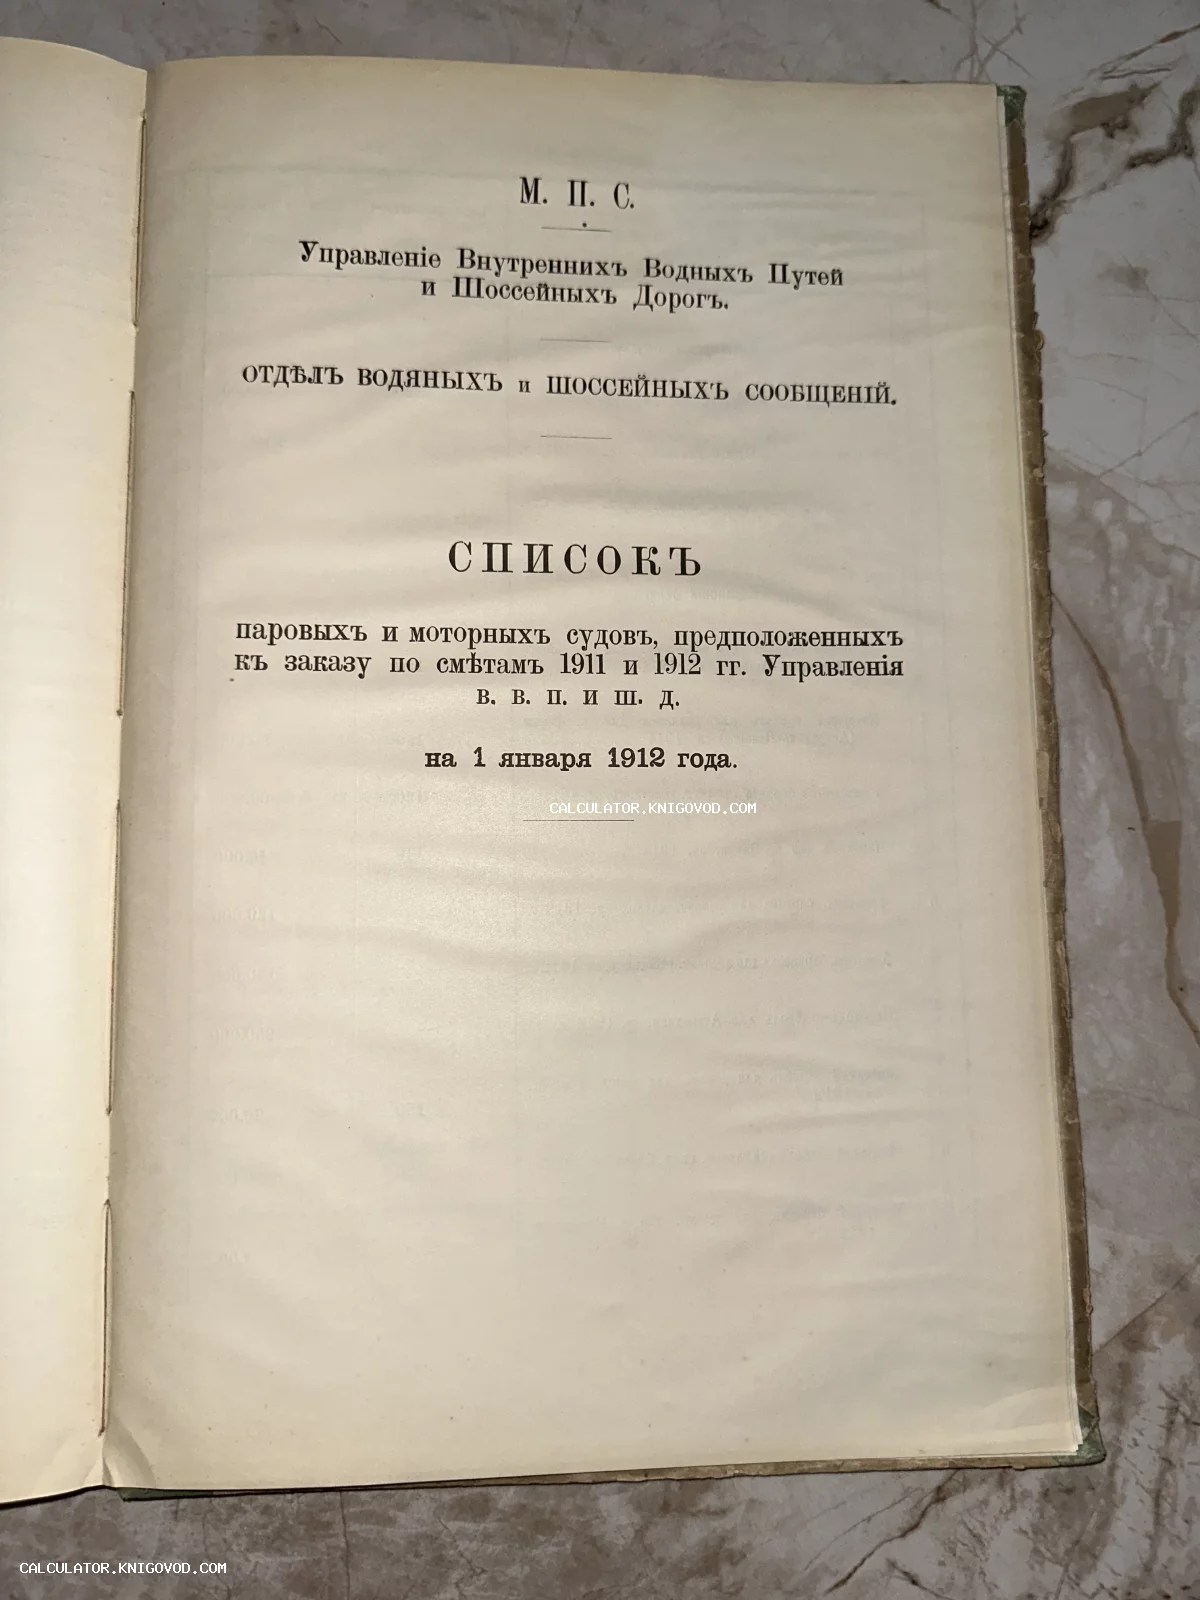 М. П. С.
Управленіе Внутреннихъ Водныхъ Путей
и Шоссейныхъ Дорогъ.
ОТДѢЛЪ ВОДЯНЫХЪ и ШОССЕЙНЫХЪ СООБЩЕНІЙ.
СПИСОКЪ
паровыхъ и моторныхъ судовъ, предположенныхъ
къ заказу по смѣтамъ 1911 и 1912 гг. Управленія
в. в. п. и ш. д.
на 1 января 1912 года.
CALCULATOR.KNIGOVOD.COM
CALCULATOR.KNIGOVOD.COM